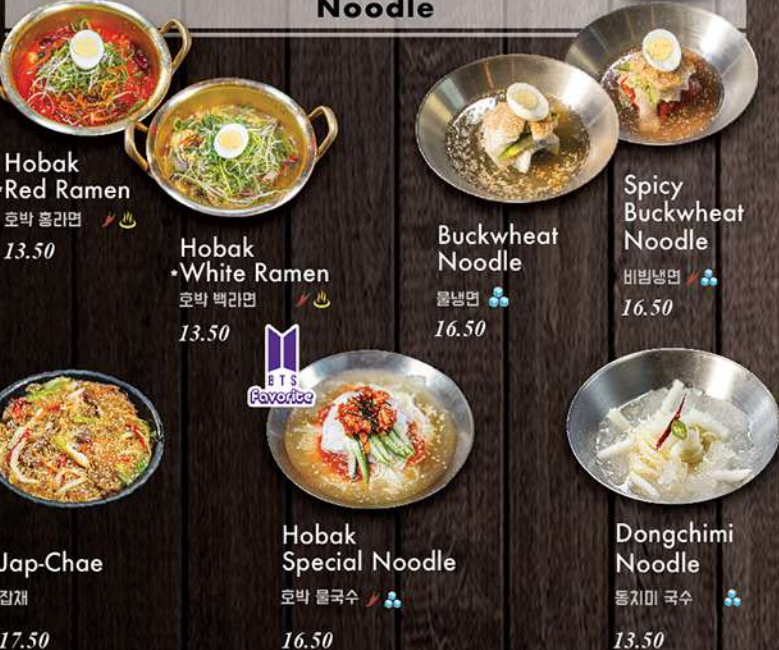 Noodle
Hobak
*Red Ramen
호박 홍라면
13.50
Hobak
*White Ramen
호박 백라면
13.50
Buckwheat
Noodle
물냉면
16.50
Spicy
Buckwheat
Noodle
비빔냉면
16.50
Jap-Chae
잡채
17.50
BTS
Favorite
Hobak
Special Noodle
호박 물국수
16.50
Dongchimi
Noodle
동치미 국수
13.50